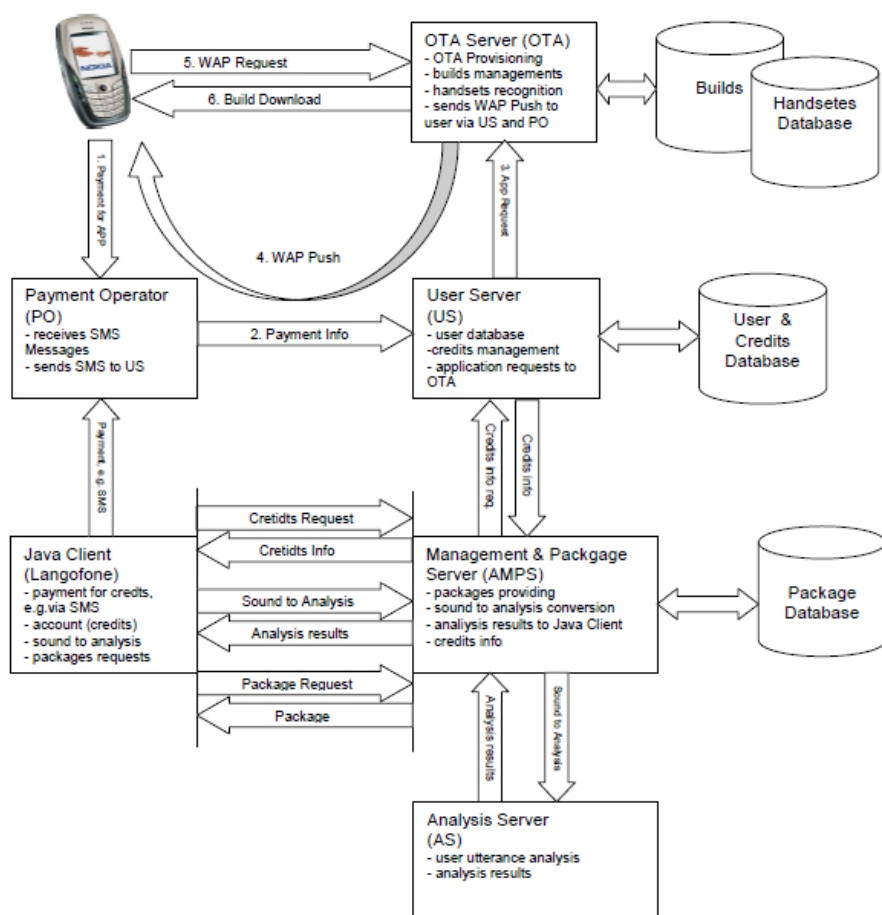 NOKIA
5. WAP Request
6. Build Download
OTA Server (OTA)
- OTA Provisioning
- builds managements
- handsets recognition
- sends WAP Push to
user via US and PO
Builds
Handsetes
Database
1. Payment for APP
4. WAP Push
3. App Request
Payment Operator
(PO)
- receives SMS
Messages
- sends SMS to US
2. Payment Info
User Server
(US)
- user database
-credits management
- application requests to
OTA
User &
Credits
Database
Payment, e.g. SMS
Credits info req.
Credits info
Cretidts Request
Cretidts Info
Sound to Analysis
Analysis results
Package Request
Package
Java Client
(Langofone)
- payment for credts,
e.g.via SMS
- account (credits)
- sound to analysis
- packages requests
Management & Packgage
Server (AMPS)
- packages providing
- sound to analysis conversion
- analisis results to Java Client
- credits info
Package
Database
Analysis results
Sound to Analysis
Analysis Server
(AS)
- user utterance analysis
- analysis results